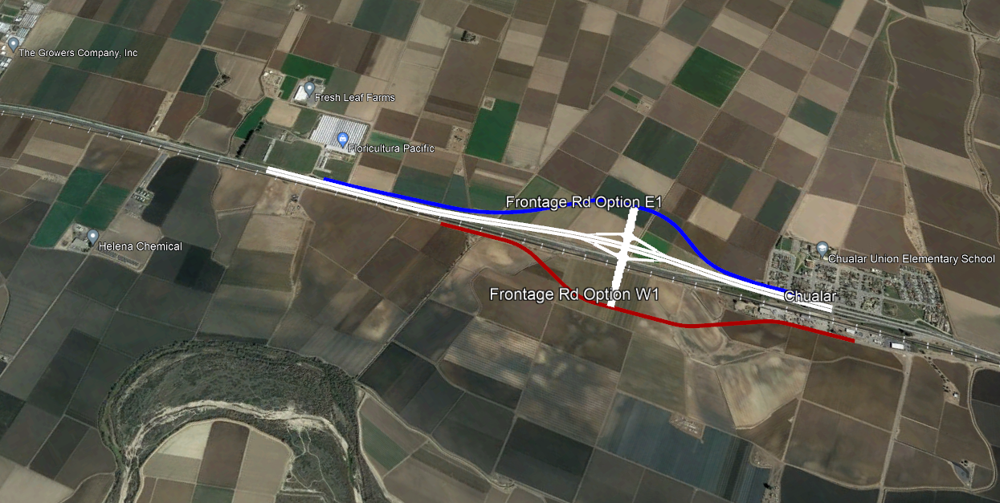 The Growers Company, Inc
Fresh Leaf Farms
Floricultura Pacific
Frontage Rd Option E1
Helena Chemical
Chualar Union Elementary School
Frontage Rd Option W1
Chualar